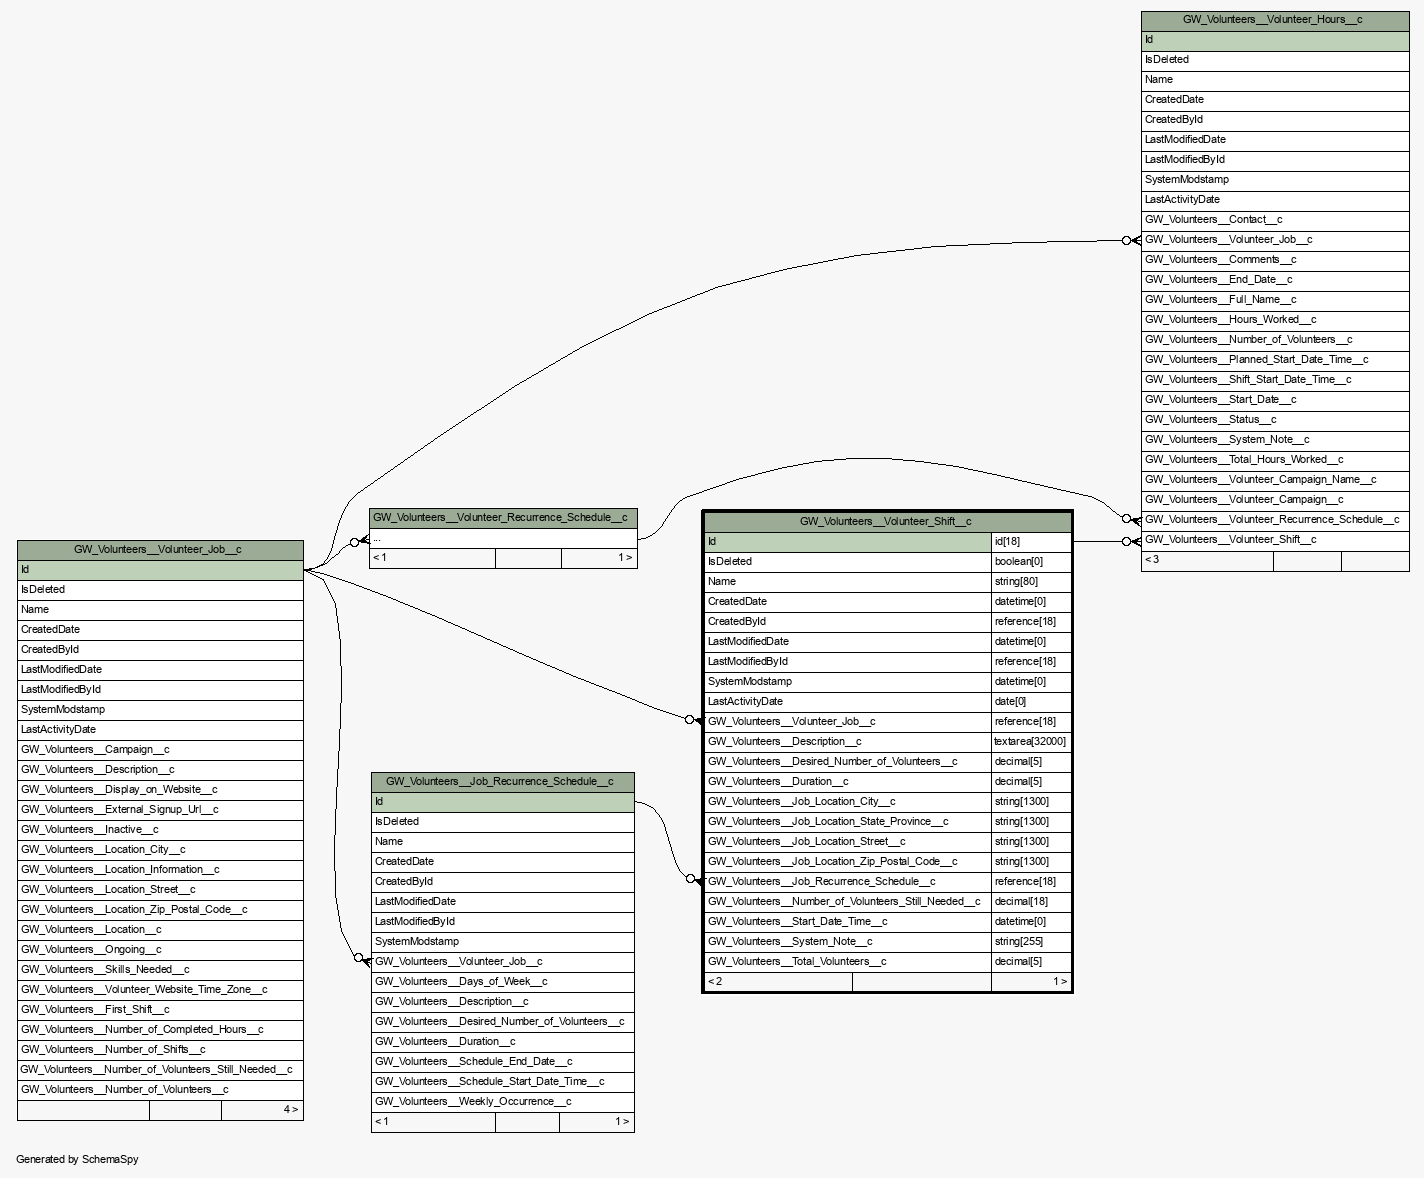 GW_Volunteers__Volunteer_Hours__c
Id
IsDeleted
Name
CreatedDate
CreatedById
LastModifiedDate
LastModifiedById
SystemModstamp
LastActivityDate
GW_Volunteers__Contact__c
GW_Volunteers__Volunteer_Job__c
GW_Volunteers__Comments__c
GW_Volunteers__End_Date__c
GW_Volunteers__Full_Name__c
GW_Volunteers__Hours_Worked__c
GW_Volunteers__Number_of_Volunteers__c
GW_Volunteers__Planned_Start_Date_Time__c
GW_Volunteers__Shift_Start_Date_Time__c
GW_Volunteers__Start_Date__c
GW_Volunteers__Status__c
GW_Volunteers__System_Note__c
GW_Volunteers__Total_Hours_Worked__c
GW_Volunteers__Volunteer_Campaign_Name__c
GW_Volunteers__Volunteer_Campaign__c
GW_Volunteers__Volunteer_Recurrence_Schedule__c
GW_Volunteers__Volunteer_Shift__c
< 3
GW_Volunteers__Volunteer_Recurrence_Schedule__c
...
< 1 1 >
GW_Volunteers__Volunteer_Shift__c
Id id[18]
IsDeleted boolean[0]
Name string[80]
CreatedDate datetime[0]
CreatedById reference[18]
LastModifiedDate datetime[0]
LastModifiedById reference[18]
SystemModstamp datetime[0]
LastActivityDate date[0]
GW_Volunteers__Volunteer_Job__c reference[18]
GW_Volunteers__Description__c textarea[32000]
GW_Volunteers__Desired_Number_of_Volunteers__c decimal[5]
GW_Volunteers__Duration__c decimal[5]
GW_Volunteers__Job_Location_City__c string[1300]
GW_Volunteers__Job_Location_State_Province__c string[1300]
GW_Volunteers__Job_Location_Street__c string[1300]
GW_Volunteers__Job_Location_Zip_Postal_Code__c string[1300]
GW_Volunteers__Job_Recurrence_Schedule__c reference[18]
GW_Volunteers__Number_of_Volunteers_Still_Needed__c decimal[18]
GW_Volunteers__Start_Date_Time__c datetime[0]
GW_Volunteers__System_Note__c string[255]
GW_Volunteers__Total_Volunteers__c decimal[5]
< 2 1 >
GW_Volunteers__Volunteer_Job__c
Id
IsDeleted
Name
CreatedDate
CreatedById
LastModifiedDate
LastModifiedById
SystemModstamp
LastActivityDate
GW_Volunteers__Campaign__c
GW_Volunteers__Description__c
GW_Volunteers__Display_on_Website__c
GW_Volunteers__External_Signup_Url__c
GW_Volunteers__Inactive__c
GW_Volunteers__Location_City__c
GW_Volunteers__Location_Information__c
GW_Volunteers__Location_Street__c
GW_Volunteers__Location_Zip_Postal_Code__c
GW_Volunteers__Location__c
GW_Volunteers__Ongoing__c
GW_Volunteers__Skills_Needed__c
GW_Volunteers__Volunteer_Website_Time_Zone__c
GW_Volunteers__First_Shift__c
GW_Volunteers__Number_of_Completed_Hours__c
GW_Volunteers__Number_of_Shifts__c
GW_Volunteers__Number_of_Volunteers_Still_Needed__c
GW_Volunteers__Number_of_Volunteers__c
4 >
GW_Volunteers__Job_Recurrence_Schedule__c
Id
IsDeleted
Name
CreatedDate
CreatedById
LastModifiedDate
LastModifiedById
SystemModstamp
GW_Volunteers__Volunteer_Job__c
GW_Volunteers__Days_of_Week__c
GW_Volunteers__Description__c
GW_Volunteers__Desired_Number_of_Volunteers__c
GW_Volunteers__Duration__c
GW_Volunteers__Schedule_End_Date__c
GW_Volunteers__Schedule_Start_Date_Time__c
GW_Volunteers__Weekly_Occurrence__c
< 1 1 >
Generated by SchemaSpy